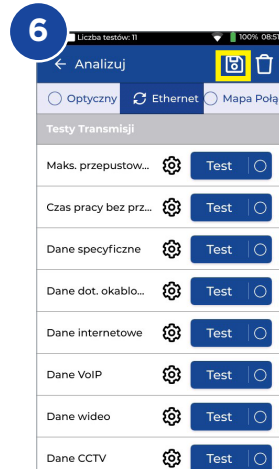 6
Liczba testów: 11 100% 08:51
Analizuj
Optyczny Ethernet Mapa Połą
Testy Transmisji
Maks. przepustow... Test
Czas pracy bez prz... Test
Dane specyficzne Test
Dane dot. okablo... Test
Dane internetowe Test
Dane VoIP Test
Dane wideo Test
Dane CCTV Test